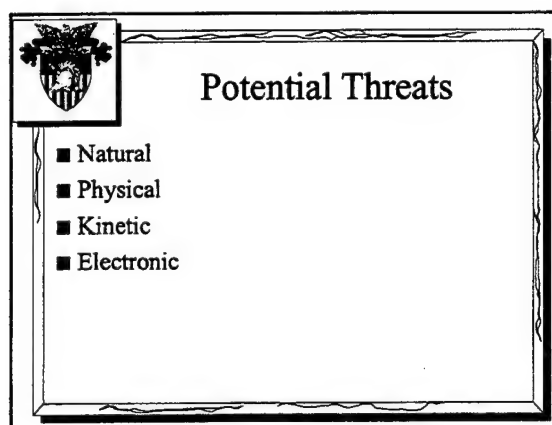 Potential Threats
■ Natural
■ Physical
■ Kinetic
■ Electronic